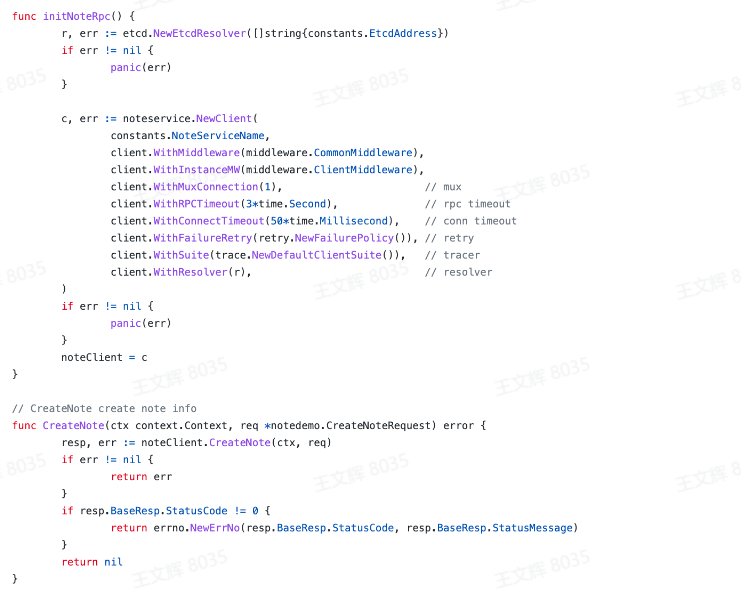 func initNoteRpc() {
	r, err := etcd.NewEtcdResolver([]string{constants.EtcdAddress})
	if err != nil {
		panic(err)
	}

	c, err := noteservice.NewClient(
		constants.NoteServiceName,
		client.WithMiddleware(middleware.CommonMiddleware),
		client.WithInstanceMW(middleware.ClientMiddleware),
		client.WithMuxConnection(1),                       // mux
		client.WithRPCTimeout(3*time.Second),              // rpc timeout
		client.WithConnectTimeout(50*time.Millisecond),    // conn timeout
		client.WithFailureRetry(retry.NewFailurePolicy()), // retry
		client.WithSuite(trace.NewDefaultClientSuite()),   // tracer
		client.WithResolver(r),                            // resolver
	)
	if err != nil {
		panic(err)
	}
	noteClient = c
}

// CreateNote create note info
func CreateNote(ctx context.Context, req *notedemo.CreateNoteRequest) error {
	resp, err := noteClient.CreateNote(ctx, req)
	if err != nil {
		return err
	}
	if resp.BaseResp.StatusCode != 0 {
		return errno.NewErrNo(resp.BaseResp.StatusCode, resp.BaseResp.StatusMessage)
	}
	return nil
}
王文辉 8035